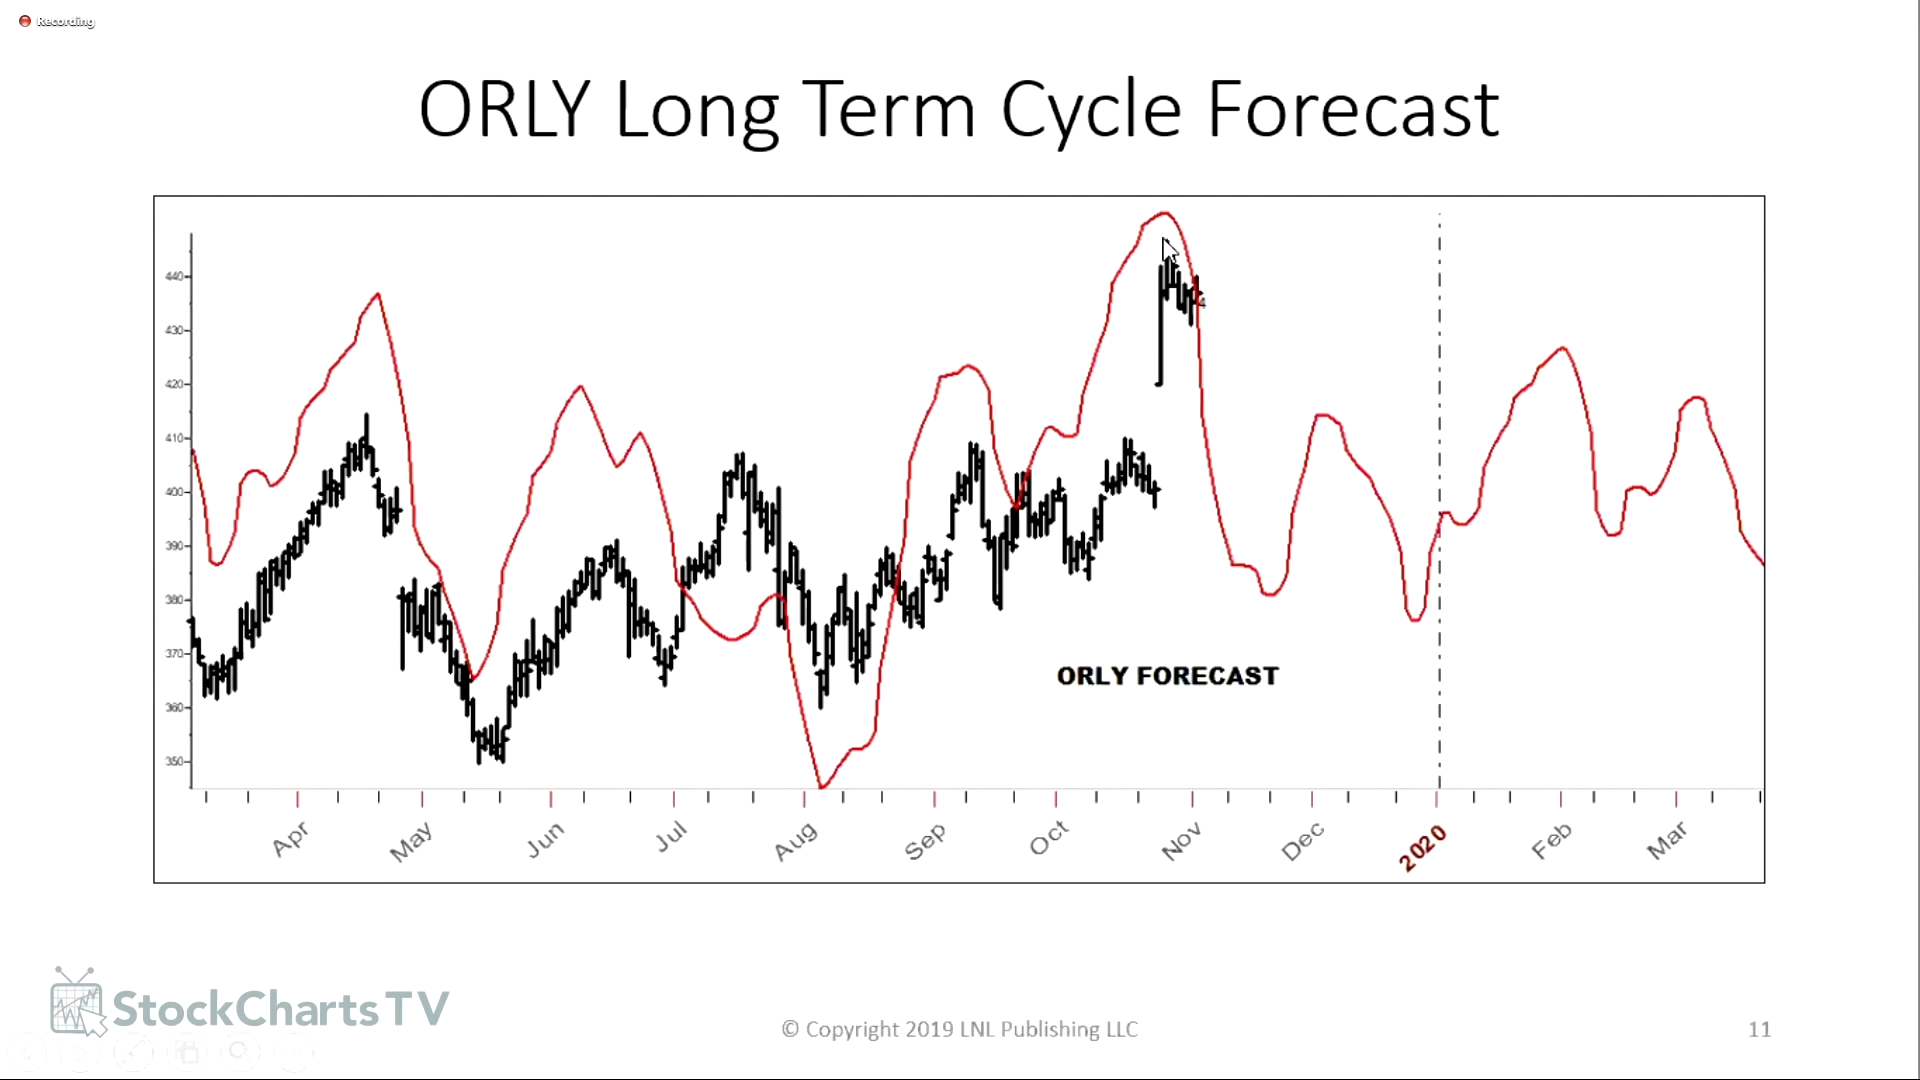 Recording
ORLY Long Term Cycle Forecast
440
430
420
410
400
390
380
370
360
350
4
ORLY FORECAST
Apr May Jun Jul Aug Sep Oct Nov Dec 2020 Feb Mar
StockCharts TV
© Copyright 2019 LNL Publishing LLC
11